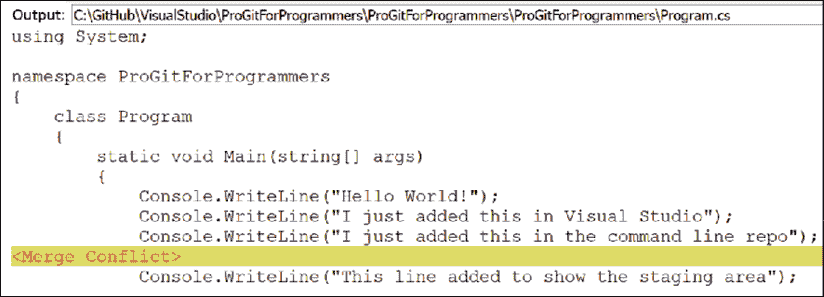 Output: C:\GitHub\VisualStudio\ProGitForProgrammers\ProGitForProgrammers\ProGitForProgrammers\Program.cs
using System;
namespace ProGitForProgrammers
{
    class Program
    {
        static void Main(string[] args)
        {
            Console.WriteLine("Hello World!");
            Console.WriteLine("I just added this in Visual Studio");
            Console.WriteLine("I just added this in the command line repo");
<Merge Conflict>
            Console.WriteLine("This line added to show the staging area");